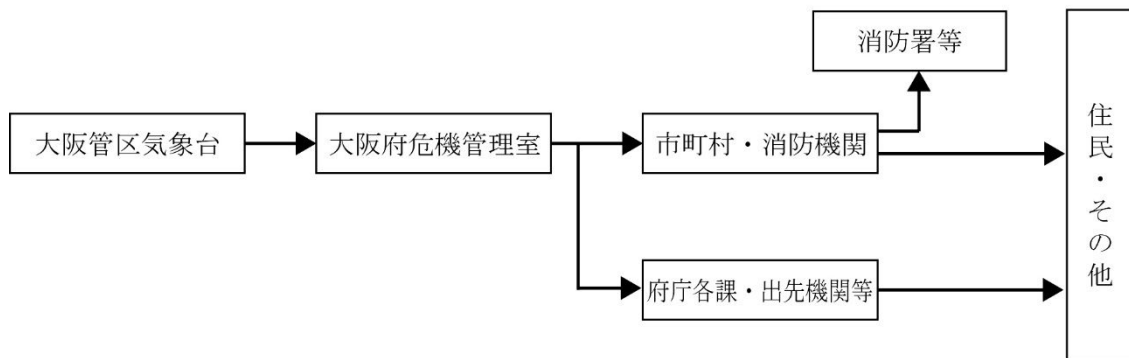 消防署等
大阪管区気象台
大阪府危機管理室
市町村・消防機関
府庁各課・出先機関等
住民・その他